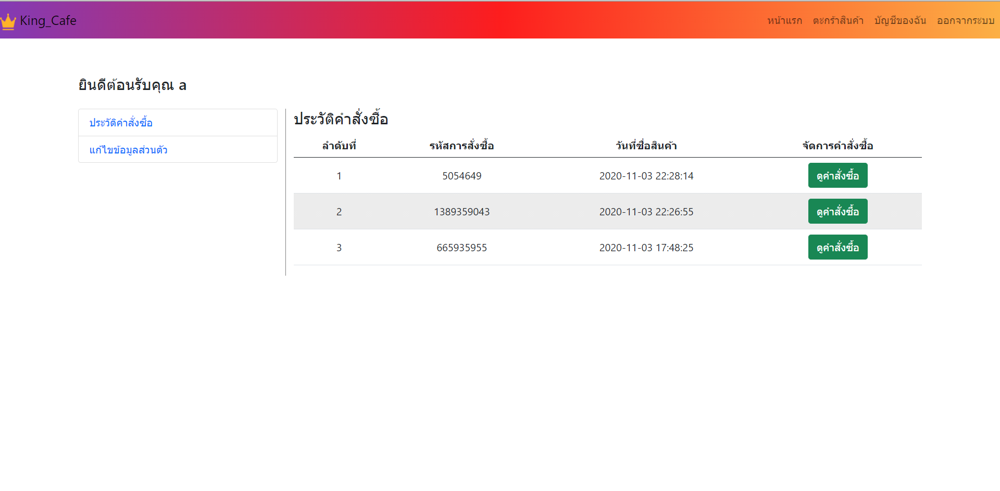 King_Cafe หน้าแรก ตะกร้าสินค้า บัญชีของฉัน ออกจากระบบ
ยินดีต้อนรับคุณ a
ประวัติคำสั่งซื้อ
แก้ไขข้อมูลส่วนตัว
ประวัติคำสั่งซื้อ
ลำดับที่ รหัสการสั่งซื้อ วันที่ซื่อสินค้า จัดการคำสั่งซื้อ
1 5054649 2020-11-03 22:28:14 ดูคำสั่งซื้อ
2 1389359043 2020-11-03 22:26:55 ดูคำสั่งซื้อ
3 665935955 2020-11-03 17:48:25 ดูคำสั่งซื้อ